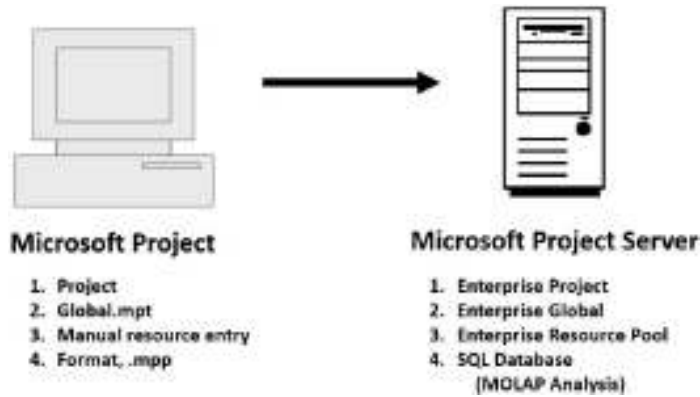 Microsoft Project
1. Project
2. Global.mpt
3. Manual resource entry
4. Format, .mpp
Microsoft Project Server
1. Enterprise Project
2. Enterprise Global
3. Enterprise Resource Pool
4. SQL Database
(MOLAP Analysis)